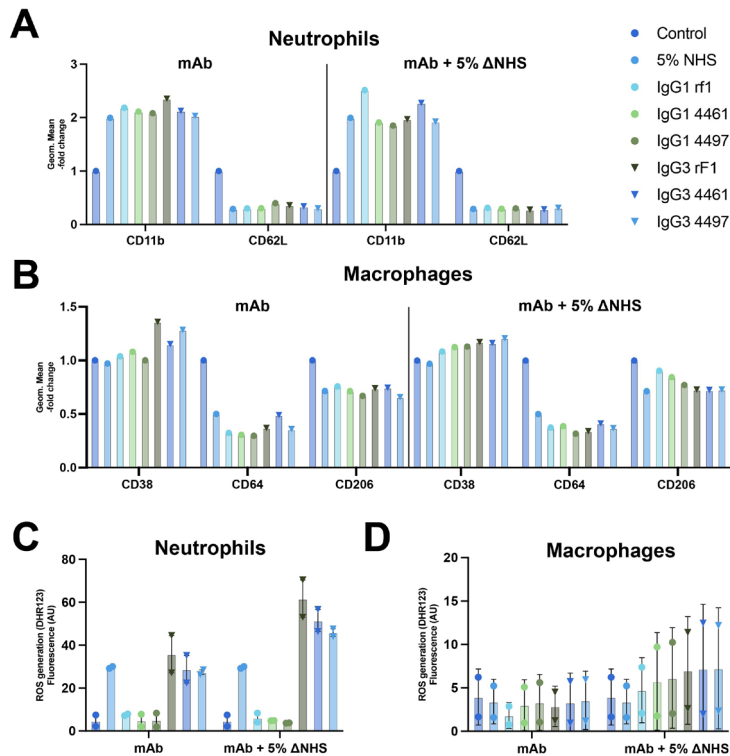 A
Neutrophils
mAb
mAb + 5% ΔNHS
Geom. Mean
-fold change
3
2
1
0
CD11b
CD62L
CD11b
CD62L
Control
5% NHS
IgG1 rf1
IgG1 4461
IgG1 4497
IgG3 rF1
IgG3 4461
IgG3 4497
B
Macrophages
mAb
mAb + 5% ΔNHS
Geom. Mean
-fold change
1.5
1.0
0.5
0.0
CD38
CD64
CD206
CD38
CD64
CD206
C
Neutrophils
ROS generation (DHR123)
Fluorescence (AU)
80
60
40
20
0
mAb
mAb + 5% ΔNHS
D
Macrophages
ROS generation (DHR123)
Fluorescence (AU)
20
15
10
5
0
mAb
mAb + 5% ΔNHS